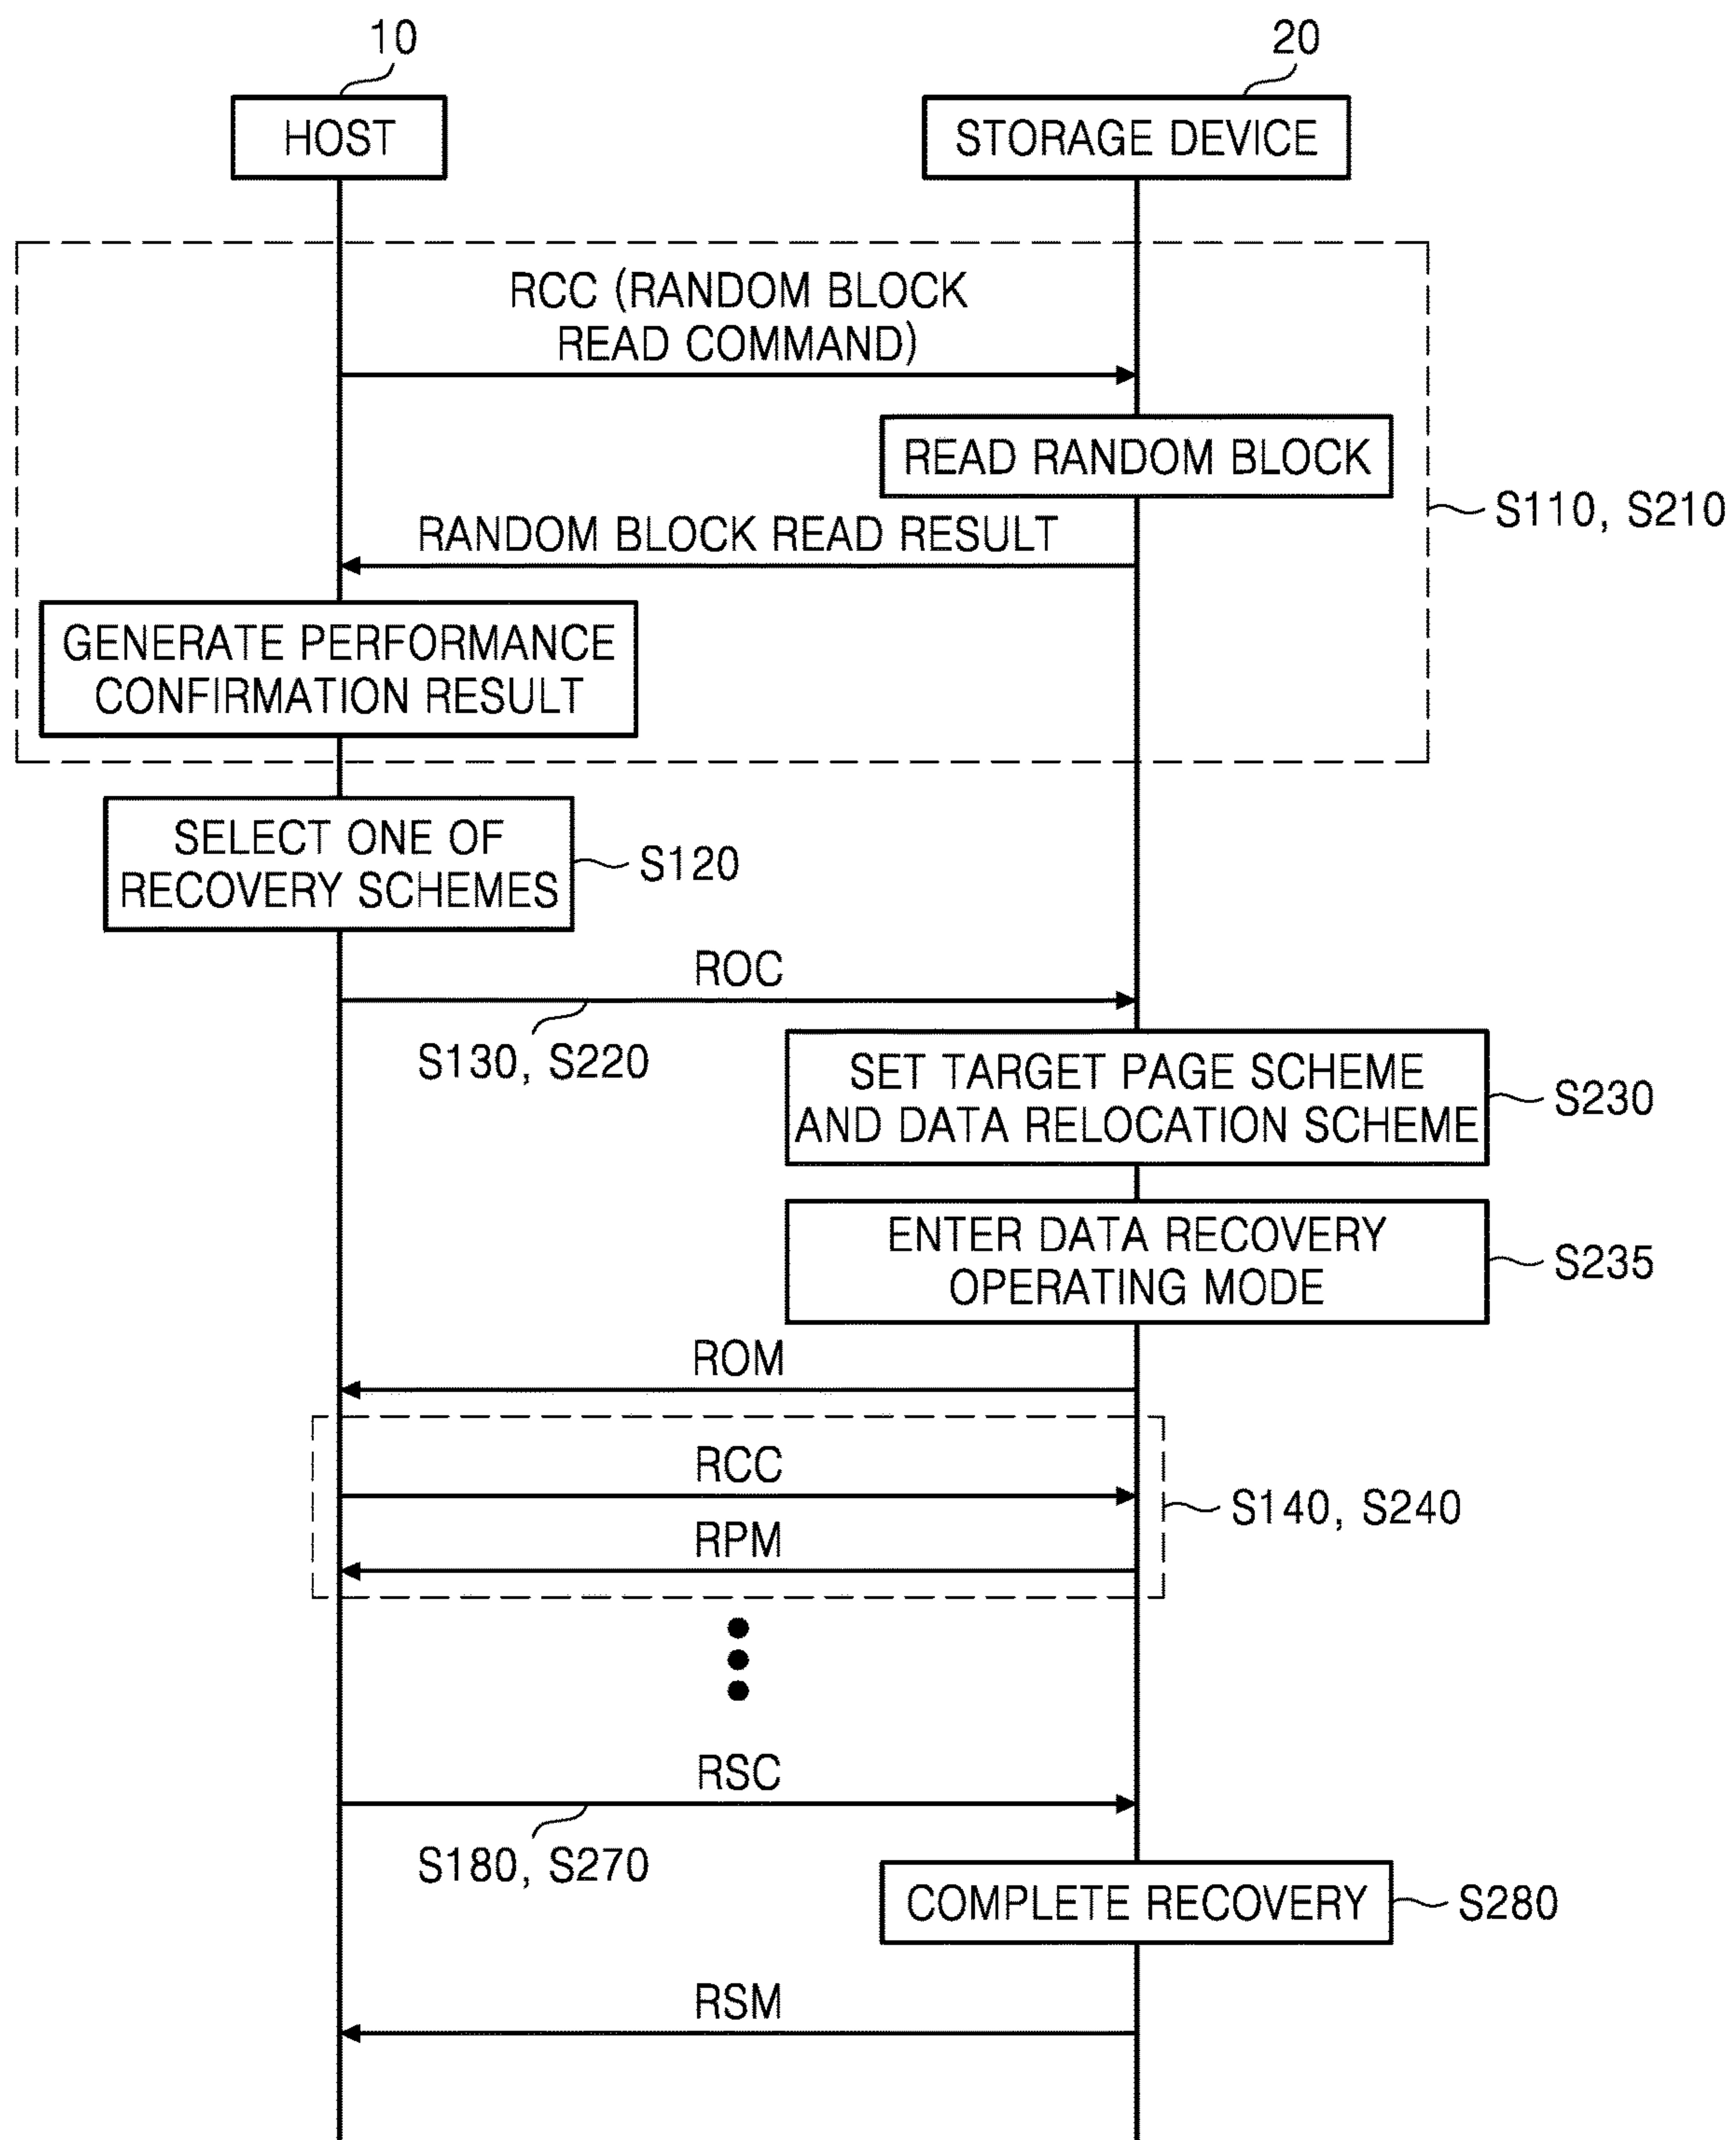 10
20
HOST
STORAGE DEVICE
RCC (RANDOM BLOCK
READ COMMAND)
READ RANDOM BLOCK
S110, S210
RANDOM BLOCK READ RESULT
GENERATE PERFORMANCE
CONFIRMATION RESULT
SELECT ONE OF
RECOVERY SCHEMES
S120
ROC
S130, S220
SET TARGET PAGE SCHEME
AND DATA RELOCATION SCHEME
S230
ENTER DATA RECOVERY
OPERATING MODE
S235
ROM
RCC
S140, S240
RPM
RSC
S180, S270
COMPLETE RECOVERY
S280
RSM